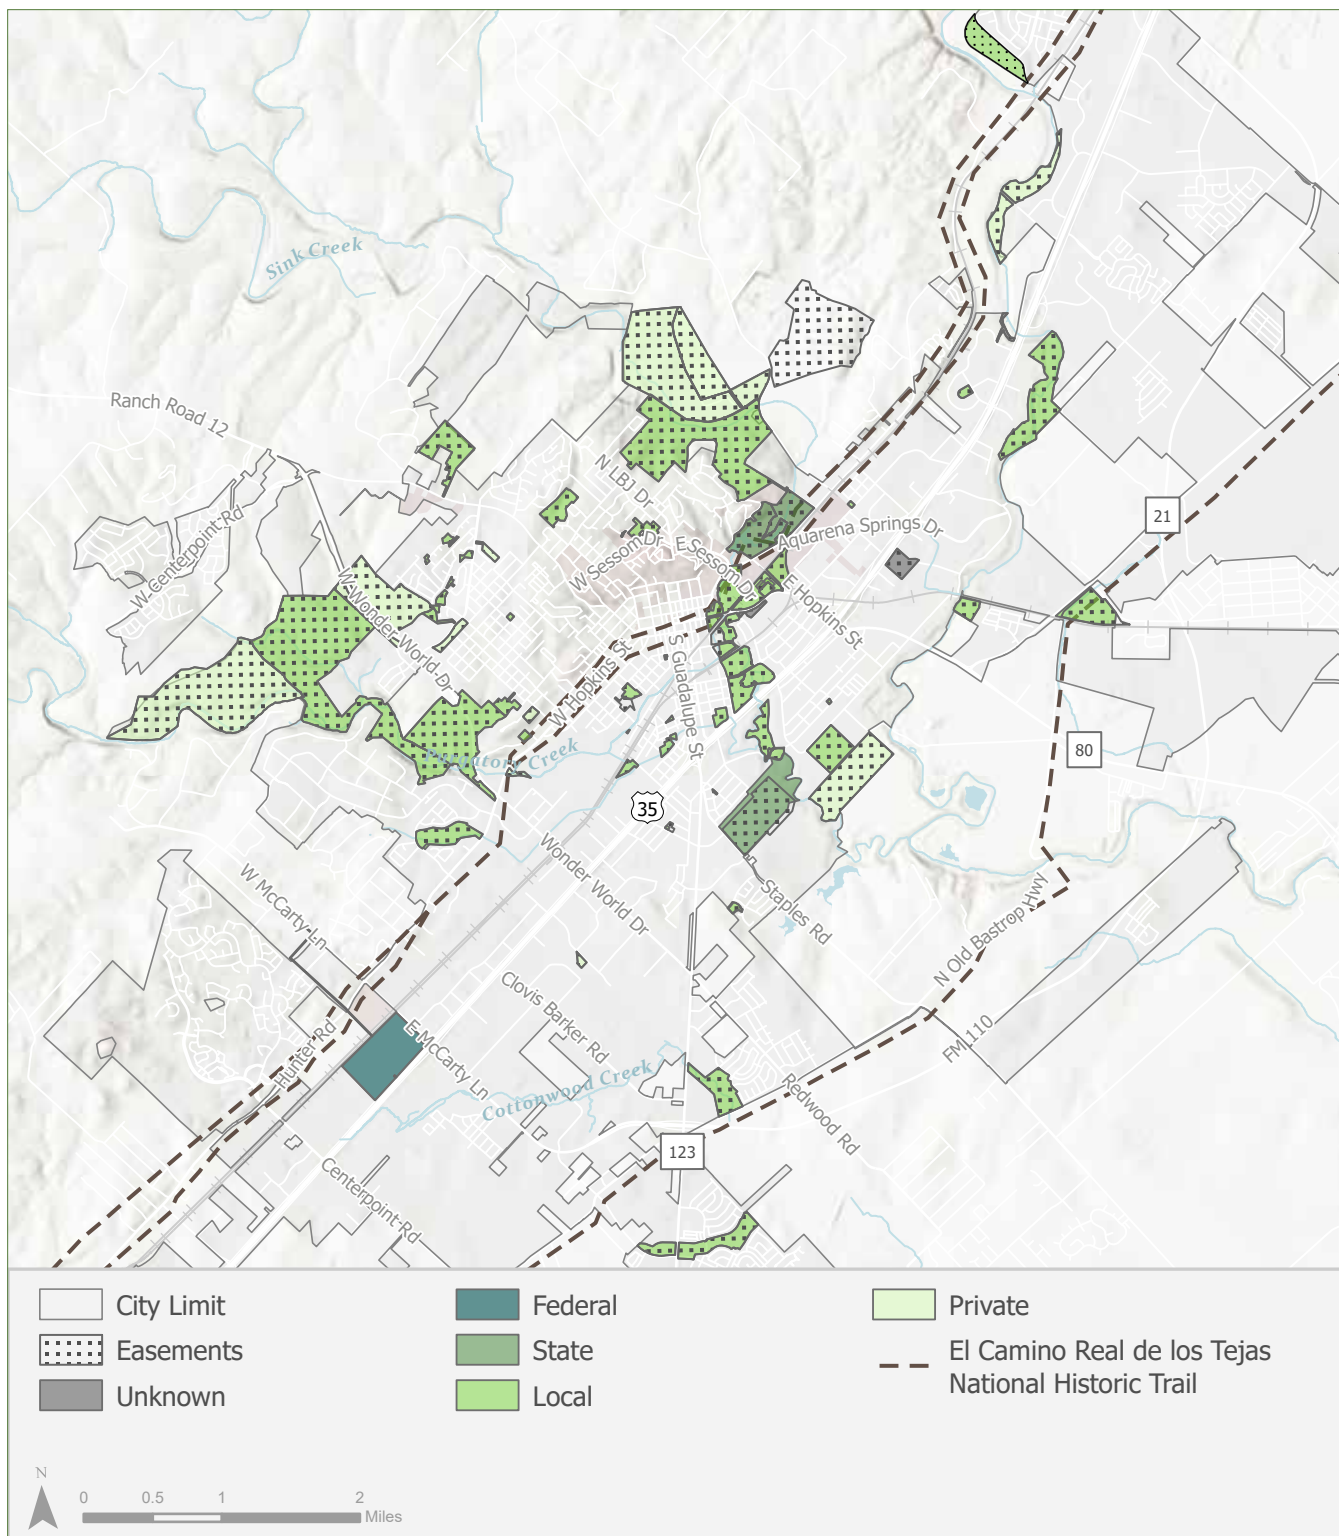 Sink Creek
Ranch Road 12
N LBJ Dr
21
W Centerpoint Rd
Aquarena Springs Dr
W Sessom Dr
E Sessom Dr
W Wonder World Dr
E Hopkins St
W Hopkins St
S Guadalupe St
Purgatory Creek
80
35
Wonder World Dr
W McCarty Ln
Staples Rd
N Old Bastrop Hwy
Clovis Barker Rd
Hunter Rd
E McCarty Ln
FM 110
Cottonwood Creek
Redwood Rd
123
Centerpoint Rd
City Limit
Easements
Unknown
Federal
State
Local
Private
El Camino Real de los Tejas
National Historic Trail
N
0 0.5 1 2
Miles